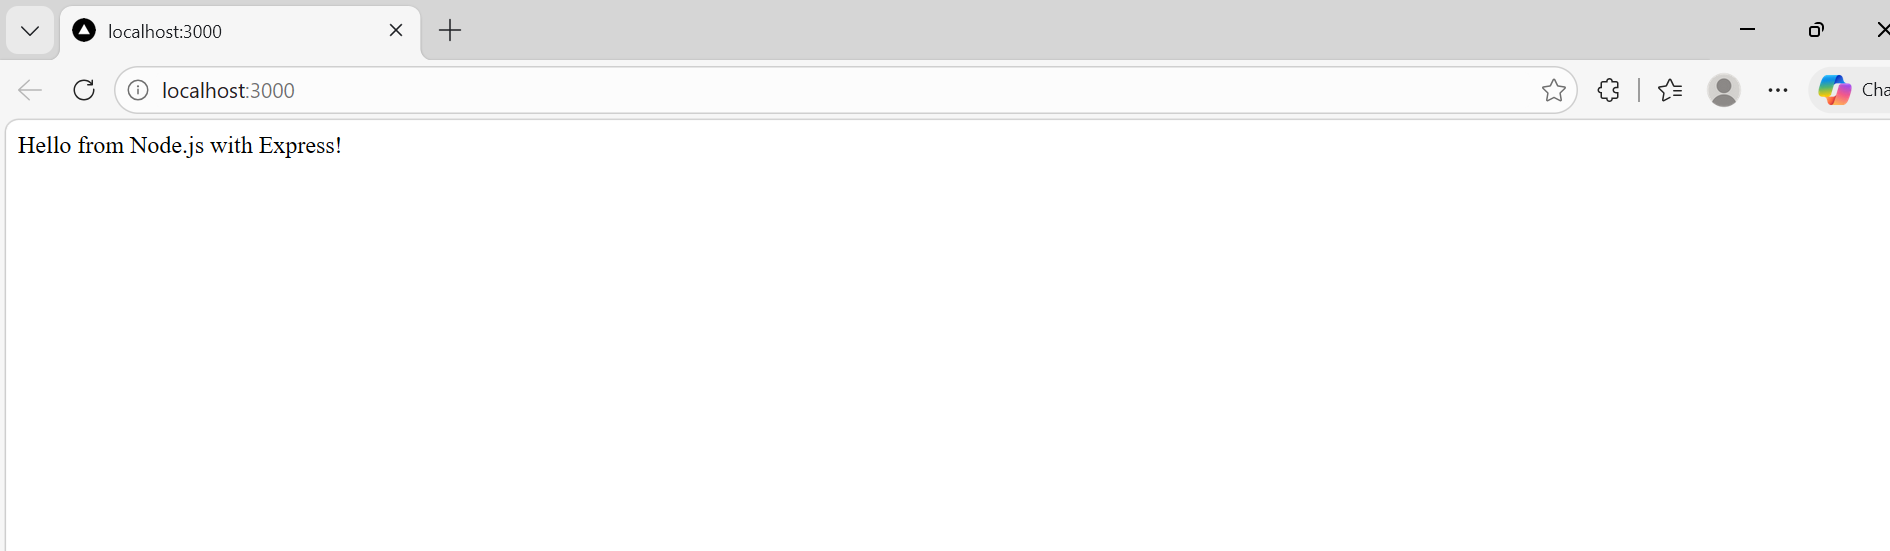 localhost:3000
localhost:3000
Hello from Node.js with Express!